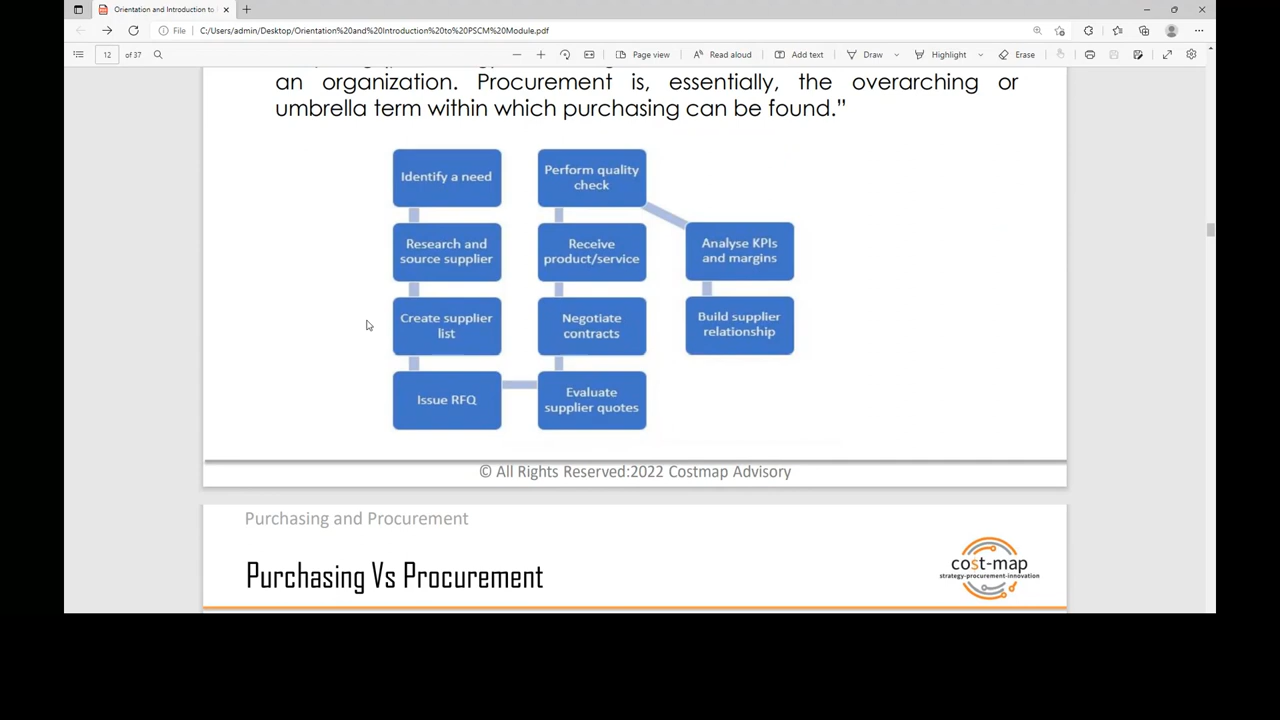 Orientation and Introduction to
File
C:/Users/admin/Desktop/Orientation%20and%20Introduction%20to%20PSCM%20Module.pdf
12 of 37
Page view
Read aloud
Add text
Draw
Highlight
Erase
an organization. Procurement is, essentially, the overarching or
umbrella term within which purchasing can be found.”
Identify a need
Research and
source supplier
Create supplier
list
Issue RFQ
Evaluate
supplier quotes
Negotiate
contracts
Receive
product/service
Perform quality
check
Analyse KPIs
and margins
Build supplier
relationship
© All Rights Reserved:2022 Costmap Advisory
Purchasing and Procurement
Purchasing Vs Procurement
cost-map
strategy-procurement-innovation